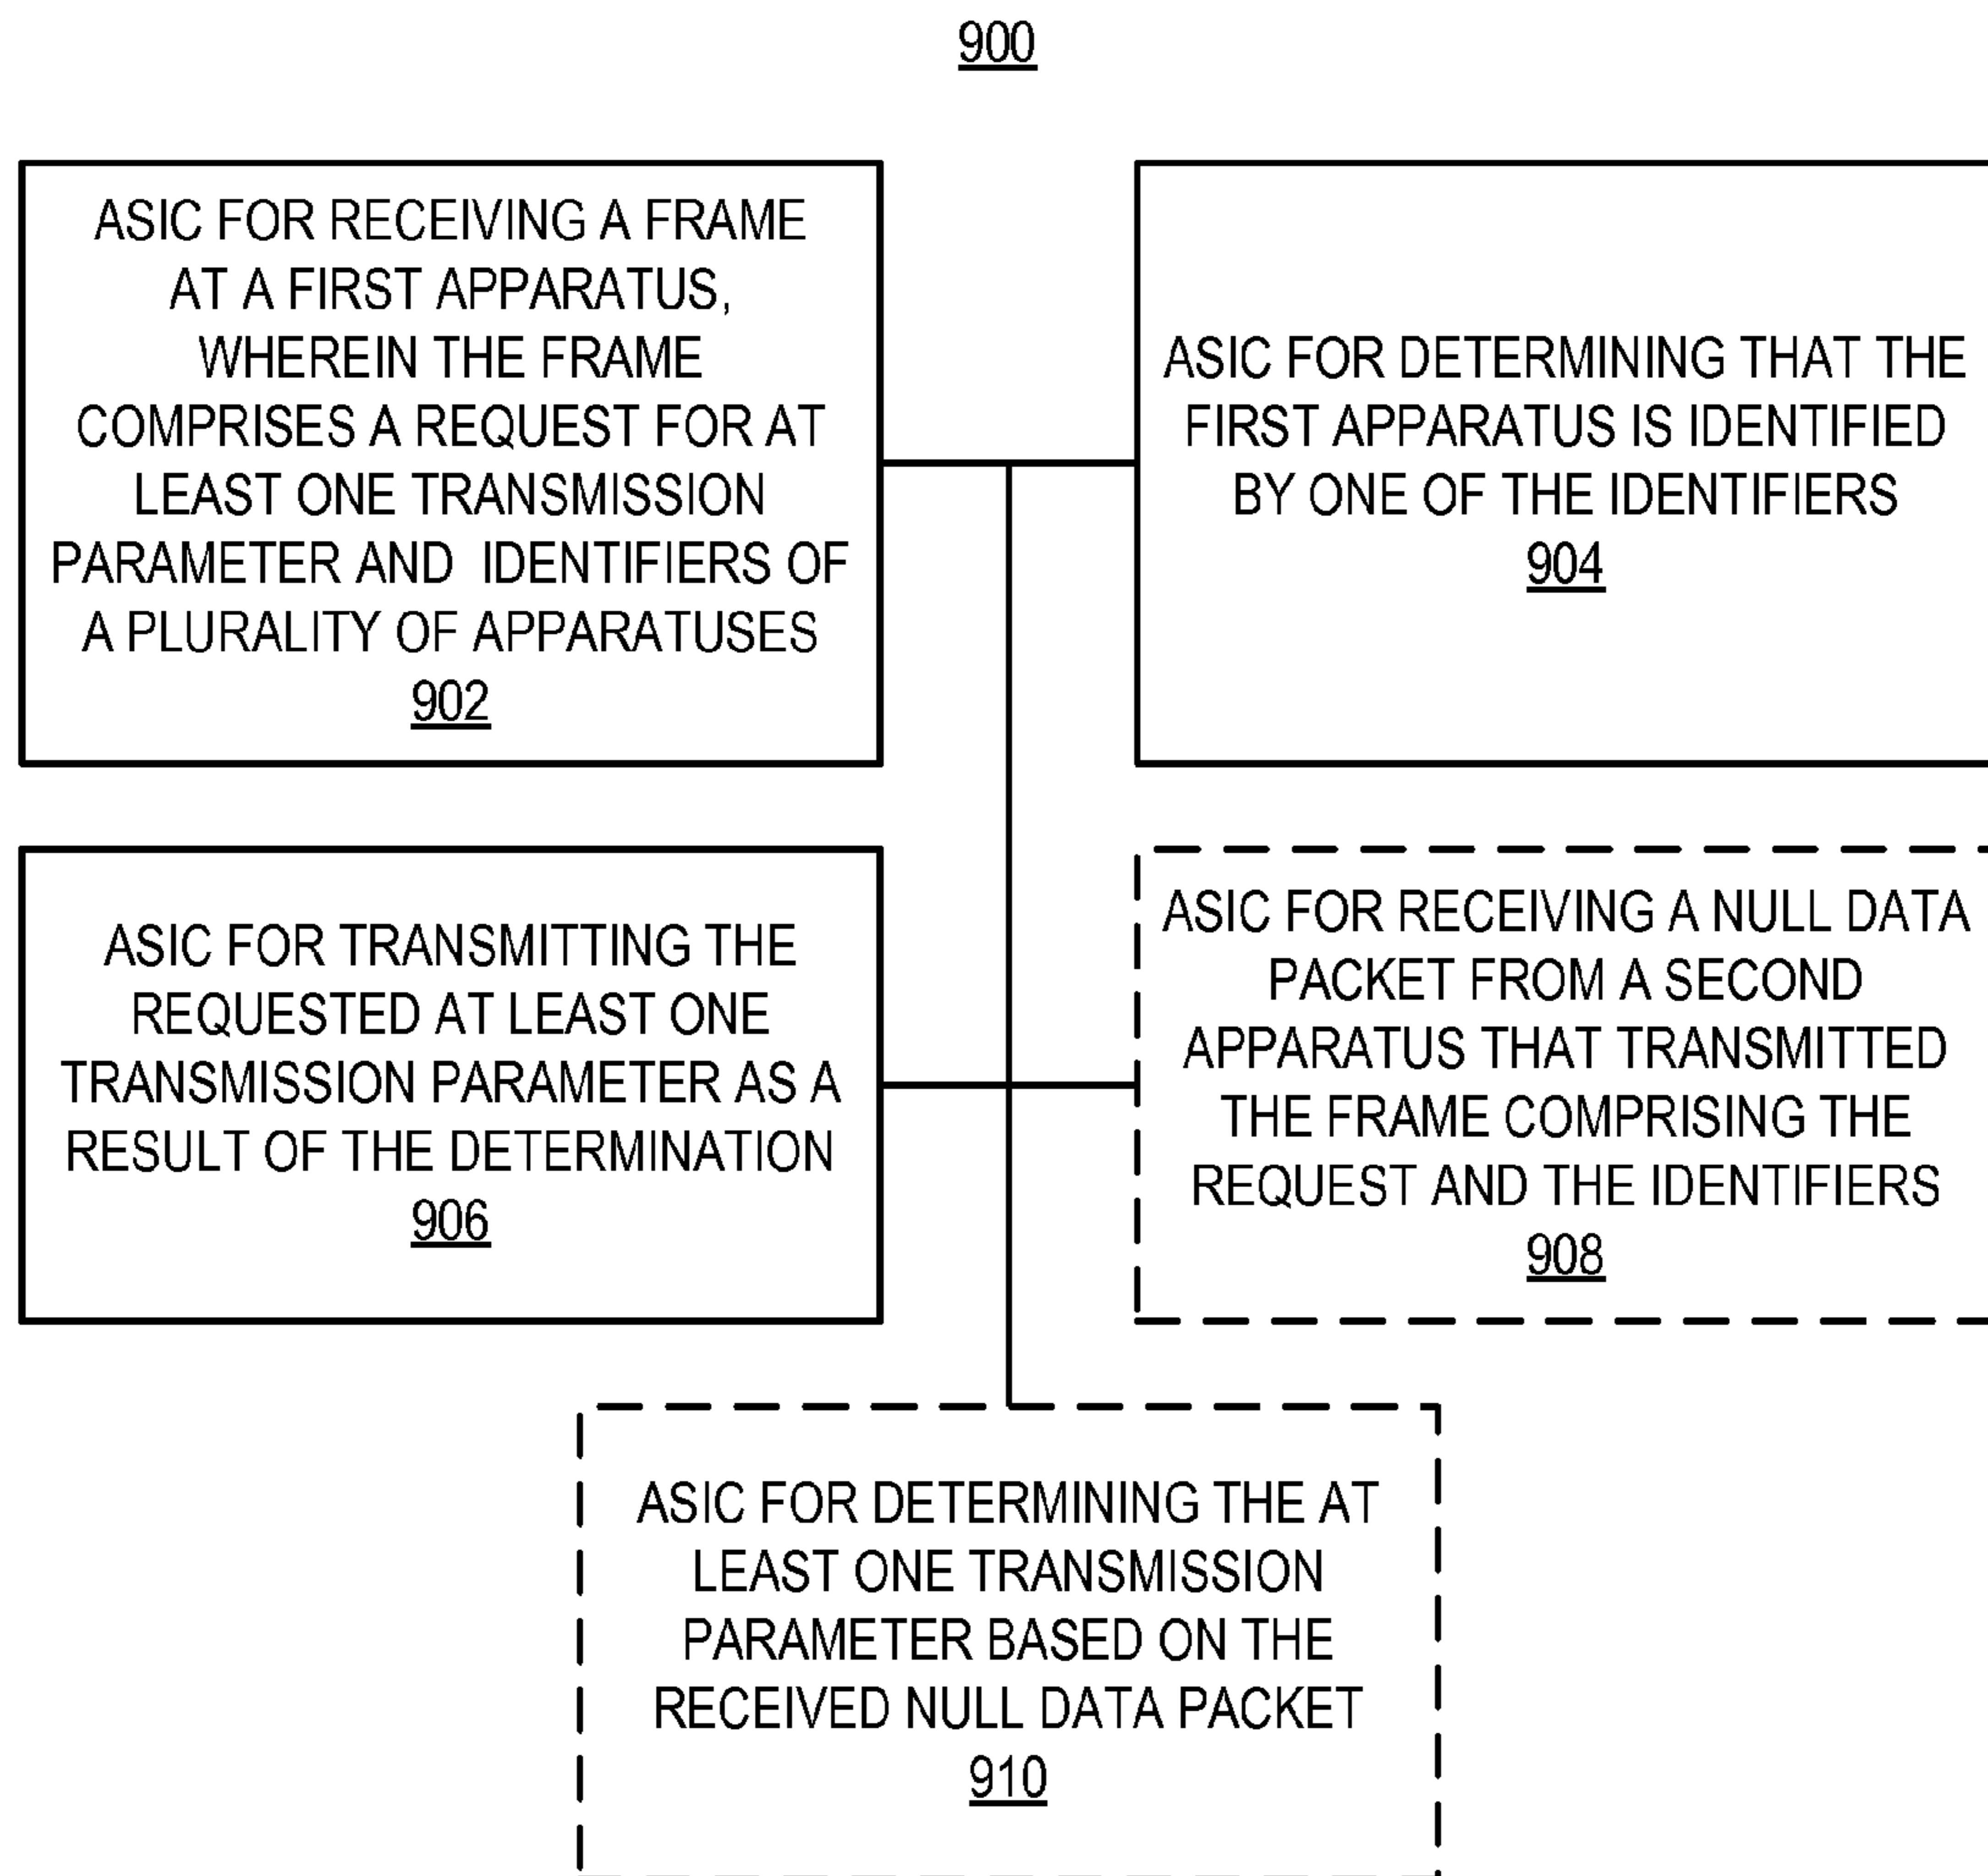 900
ASIC FOR RECEIVING A FRAME
AT A FIRST APPARATUS,
WHEREIN THE FRAME
COMPRISES A REQUEST FOR AT
LEAST ONE TRANSMISSION
PARAMETER AND IDENTIFIERS OF
A PLURALITY OF APPARATUSES
902
ASIC FOR DETERMINING THAT THE
FIRST APPARATUS IS IDENTIFIED
BY ONE OF THE IDENTIFIERS
904
ASIC FOR TRANSMITTING THE
REQUESTED AT LEAST ONE
TRANSMISSION PARAMETER AS A
RESULT OF THE DETERMINATION
906
ASIC FOR RECEIVING A NULL DATA
PACKET FROM A SECOND
APPARATUS THAT TRANSMITTED
THE FRAME COMPRISING THE
REQUEST AND THE IDENTIFIERS
908
ASIC FOR DETERMINING THE AT
LEAST ONE TRANSMISSION
PARAMETER BASED ON THE
RECEIVED NULL DATA PACKET
910